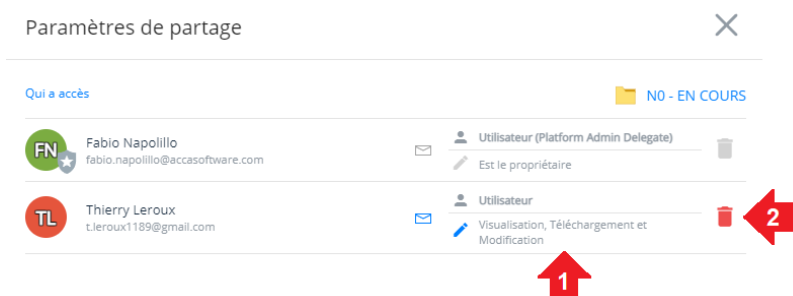 Paramètres de partage
Qui a accès
N0 - EN COURS
FN
Fabio Napolillo
fabio.napolillo@accasoftware.com
Utilisateur (Platform Admin Delegate)
Est le propriétaire
TL
Thierry Leroux
t.leroux1189@gmail.com
Utilisateur
Visualisation, Téléchargement et
Modification
2
1